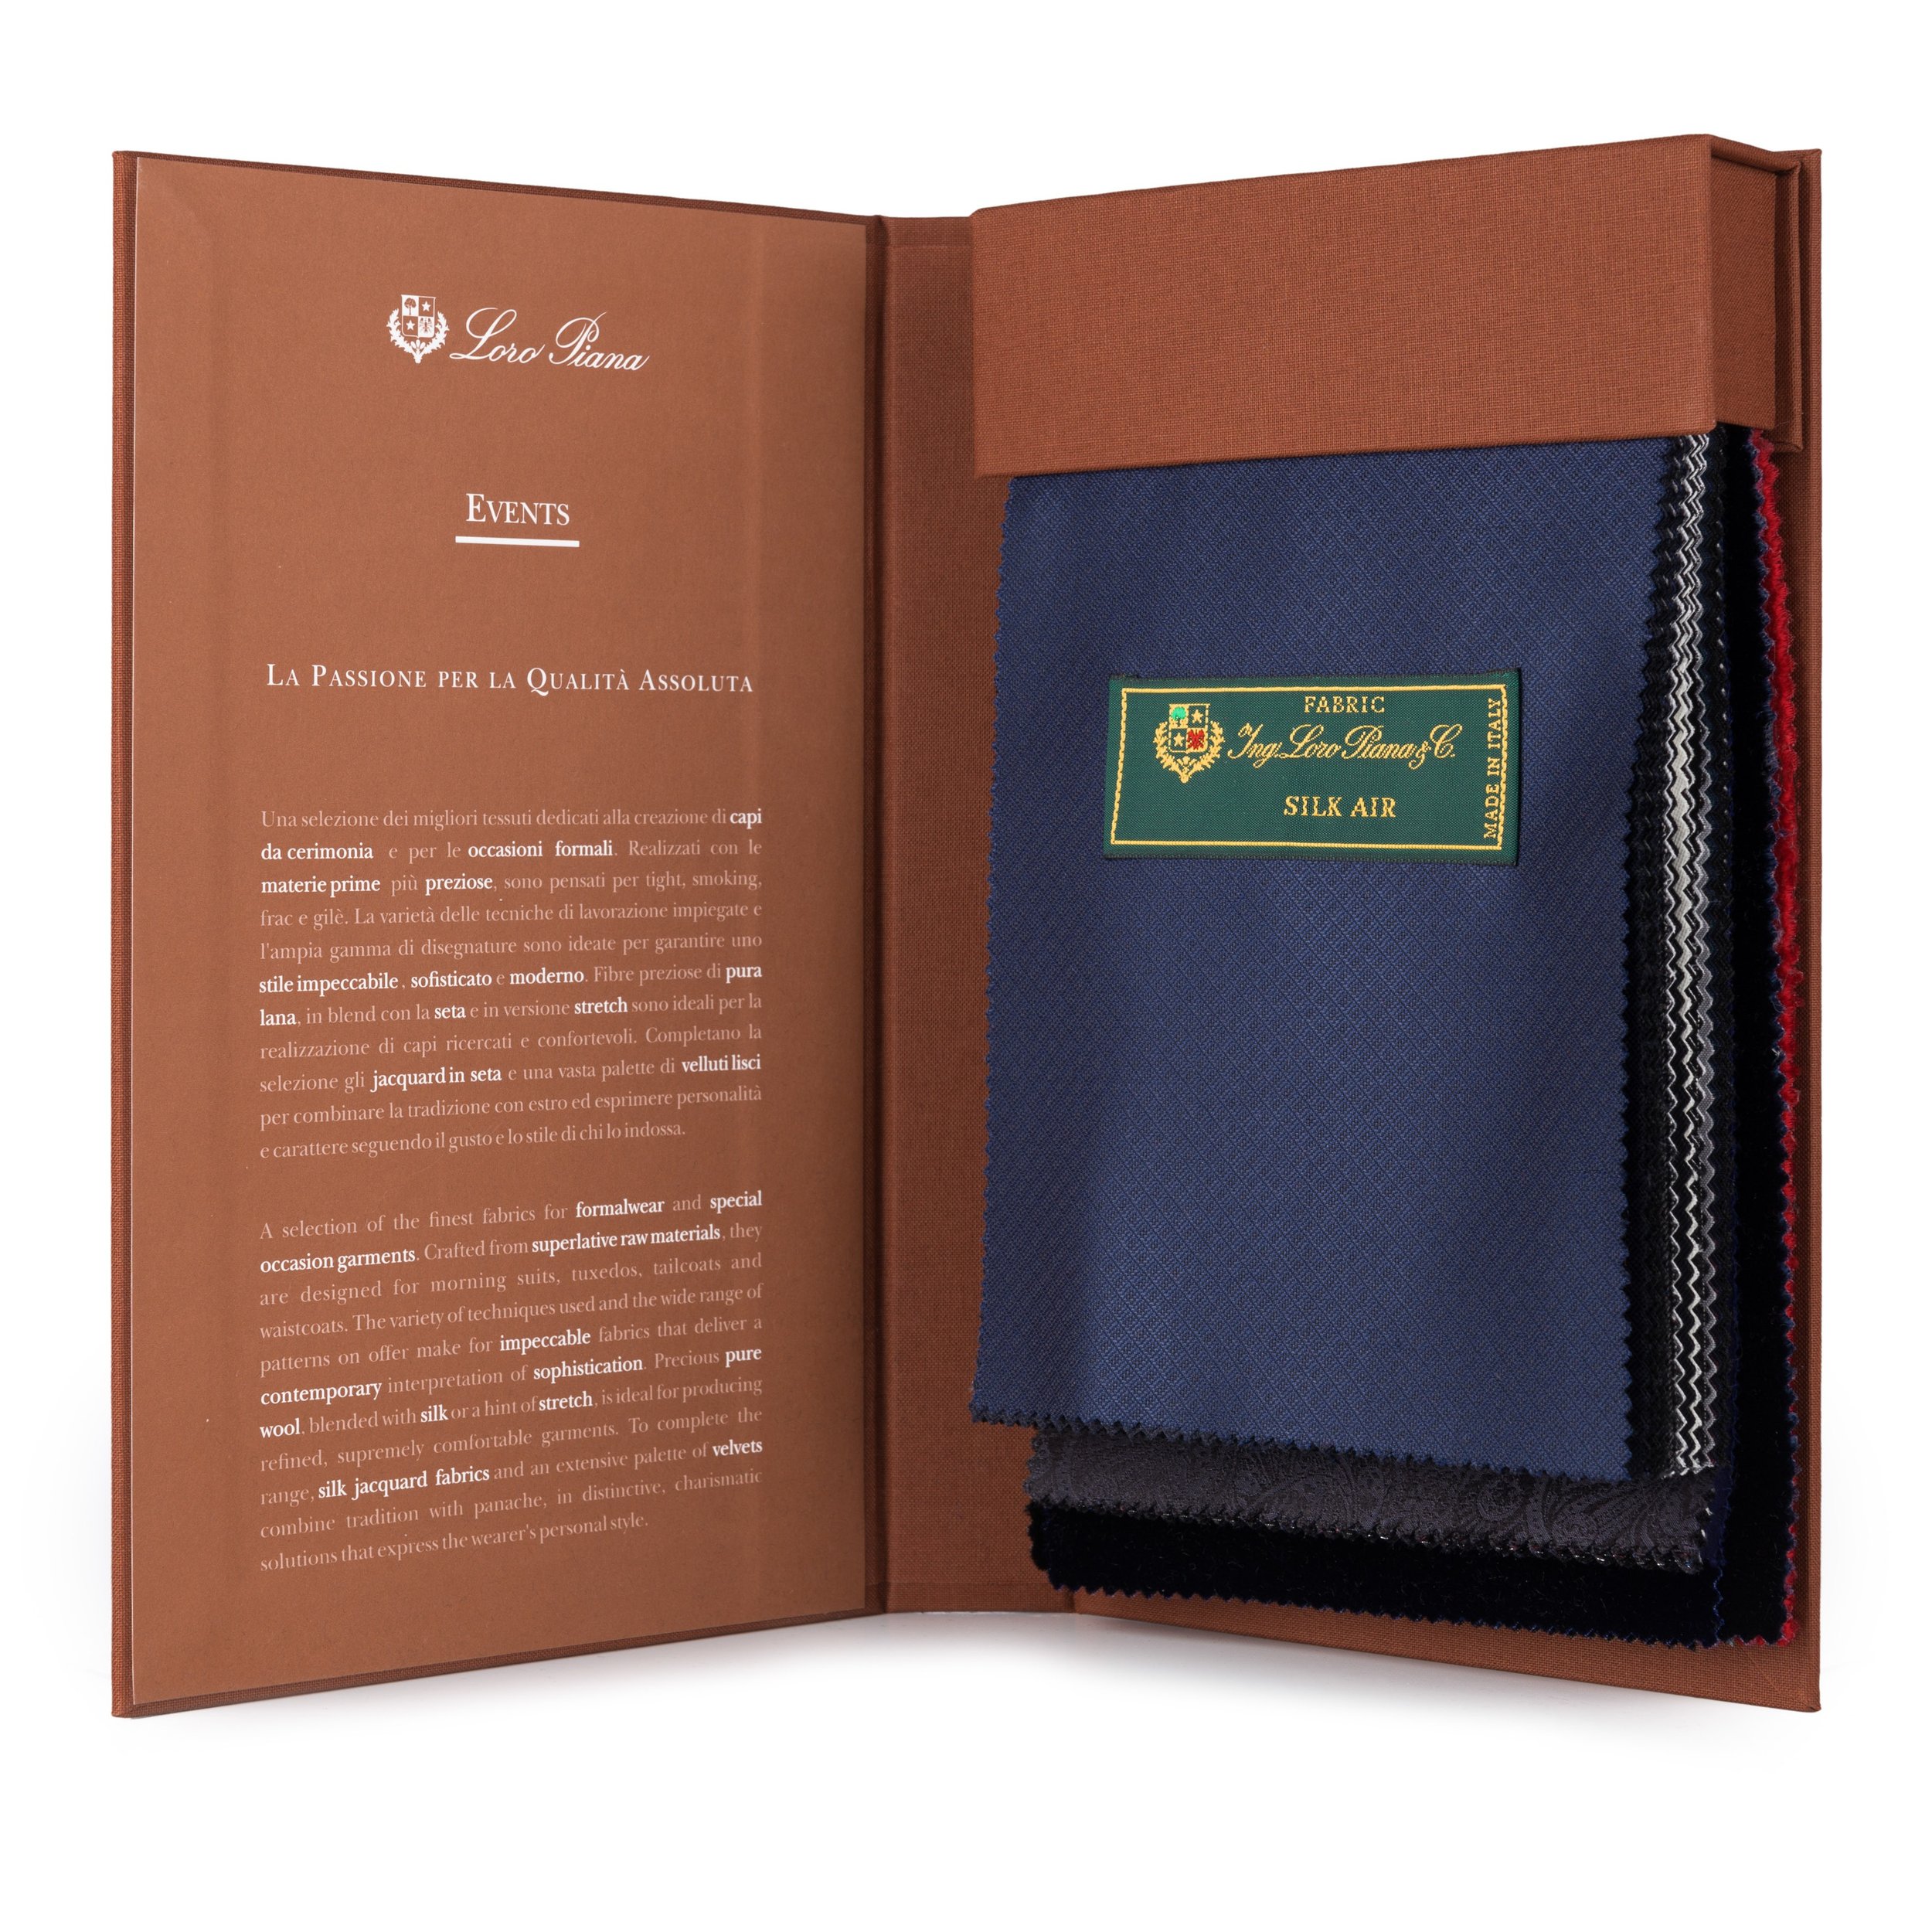 Loro Piana
EVENTS
LA PASSIONE PER LA QUALITÀ ASSOLUTA
Una selezione dei migliori tessuti dedicati alla creazione di capi
da cerimonia e per le occasioni formali. Realizzati con le
materie prime più preziose, sono pensati per tight, smoking,
frac e gilè. La varietà delle tecniche di lavorazione impiegate e
l'ampia gamma di disegnature sono ideate per garantire uno
stile impeccabile, sofisticato e moderno. Fibre preziose di pura
lana, in blend con la seta e in versione stretch sono ideali per la
realizzazione di capi ricercati e confortevoli. Completano la
selezione gli jacquard in seta e una vasta palette di velluti lisci
per combinare la tradizione con estro ed esprimere personalità
e carattere seguendo il gusto e lo stile di chi lo indossa.
A selection of the finest fabrics for formalwear and special
occasion garments. Crafted from superlative raw materials, they
are designed for morning suits, tuxedos, tailcoats and
waistcoats. The variety of techniques used and the wide range of
patterns on offer make for impeccable fabrics that deliver a
contemporary interpretation of sophistication. Precious pure
wool, blended with silk or a hint of stretch, is ideal for producing
refined, supremely comfortable garments. To complete the
range, silk jacquard fabrics and an extensive palette of velvets
combine tradition with panache, in distinctive, charismatic
solutions that express the wearer's personal style.
FABRIC
Ing. Loro Piana & C.
SILK AIR
MADE IN ITALY